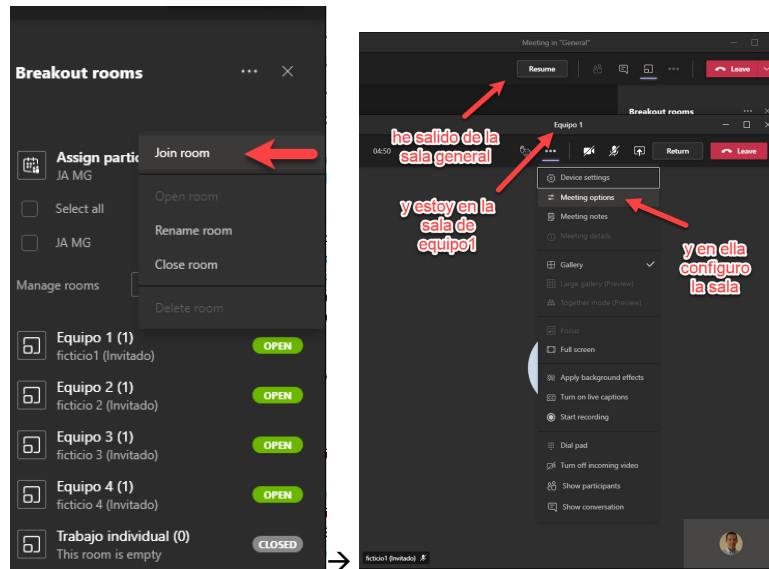 Breakout rooms
Assign partic
JA MG
Select all
JA MG
Manage rooms
Join room
Open room
Rename room
Close room
Delete room
Equipo 1 (1)
ficticio1 (Invitado)
OPEN
Equipo 2 (1)
ficticio 2 (Invitado)
OPEN
Equipo 3 (1)
ficticio 3 (Invitado)
OPEN
Equipo 4 (1)
ficticio 4 (Invitado)
OPEN
Trabajo individual (0)
This room is empty
CLOSED
Meeting in "General"
Resume
Leave
Breakout rooms
he salido de la
sala general
Equipo 1
04:50
Return
Leave
y estoy en la
sala de
equipo1
Device settings
Meeting options
Meeting notes
Meeting details
y en ella
configuro
la sala
Gallery
Large gallery (Preview)
Together mode (Preview)
Focus
Full screen
Apply background effects
Turn on live captions
Start recording
Dial pad
Turn off incoming video
Show participants
Show conversation
ficticio1 (Invitado)